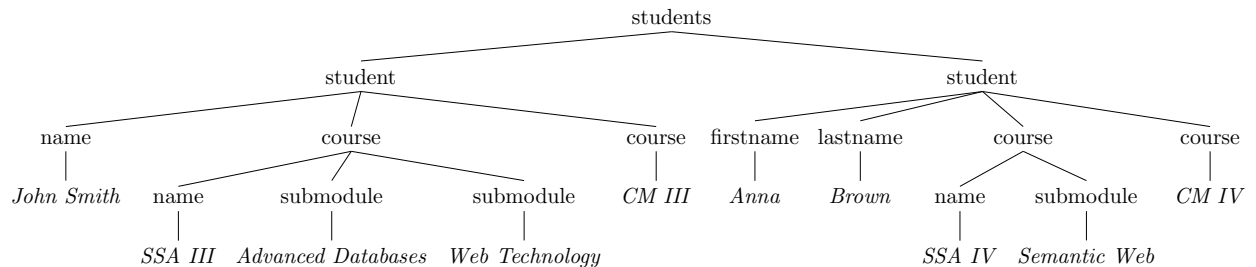 students
student student
name course course firstname lastname course course
John Smith name submodule submodule CM III Anna Brown name submodule CM IV
SSA III Advanced Databases Web Technology SSA IV Semantic Web